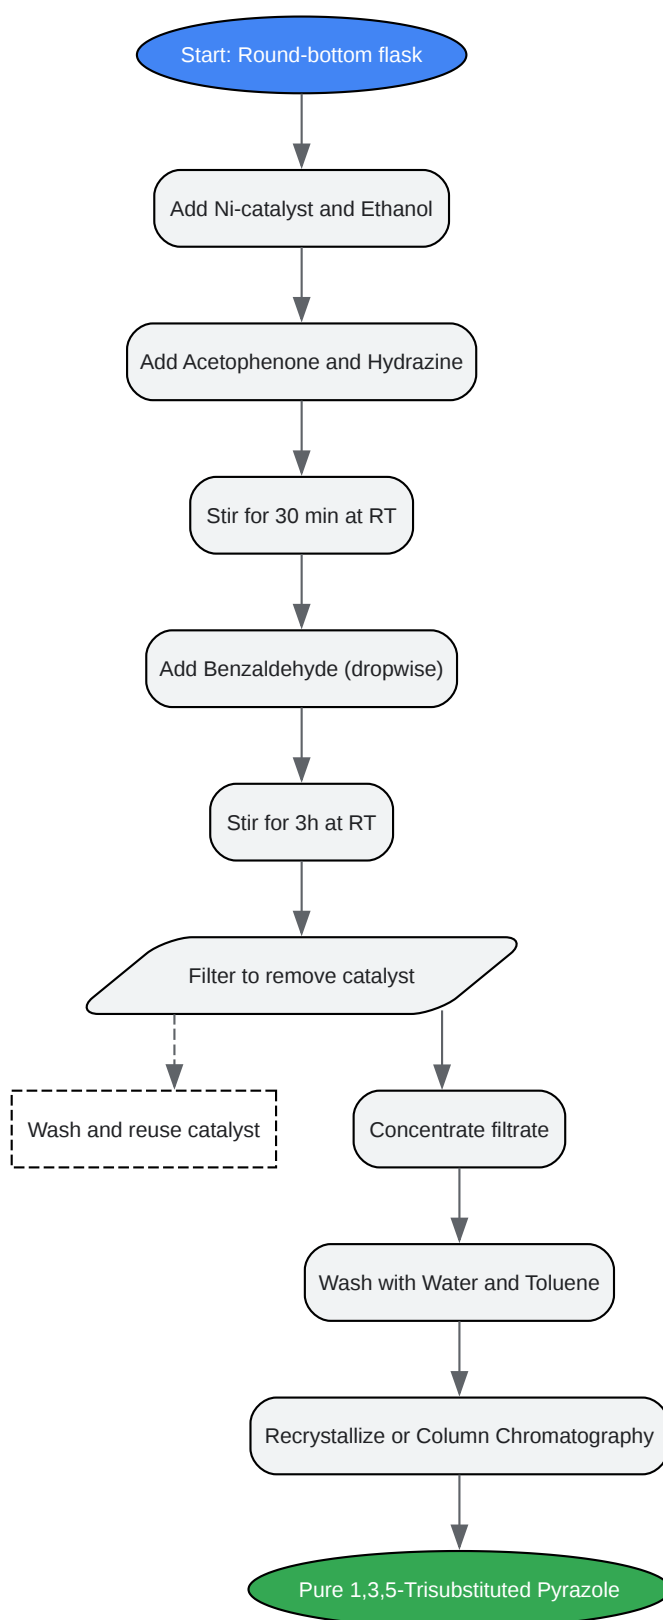 Start: Round-bottom flask
Add Ni-catalyst and Ethanol
Add Acetophenone and Hydrazine
Stir for 30 min at RT
Add Benzaldehyde (dropwise)
Stir for 3h at RT
Filter to remove catalyst
Wash and reuse catalyst
Concentrate filtrate
Wash with Water and Toluene
Recrystallize or Column Chromatography
Pure 1,3,5-Trisubstituted Pyrazole